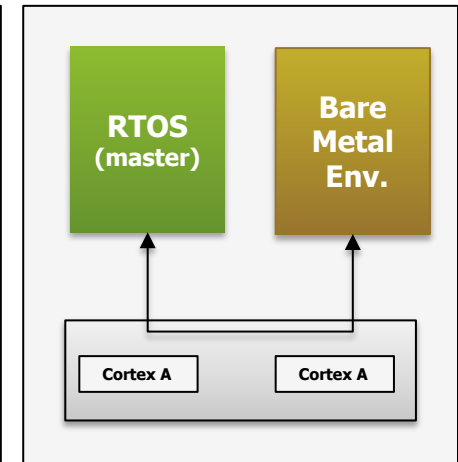 RTOS
(master)
Bare
Metal
Env.
Cortex A
Cortex A